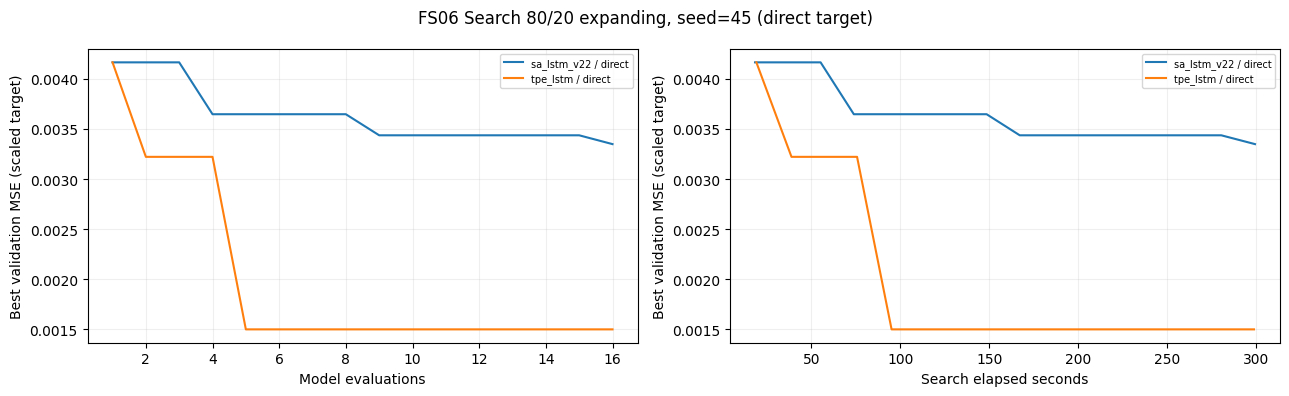 FS06 Search 80/20 expanding, seed=45 (direct target)
Best validation MSE (scaled target)
0.0040
0.0035
0.0030
0.0025
0.0020
0.0015
sa_lstm_v22 / direct
tpe_lstm / direct
2 4 6 8 10 12 14 16
Model evaluations
Best validation MSE (scaled target)
0.0040
0.0035
0.0030
0.0025
0.0020
0.0015
sa_lstm_v22 / direct
tpe_lstm / direct
50 100 150 200 250 300
Search elapsed seconds